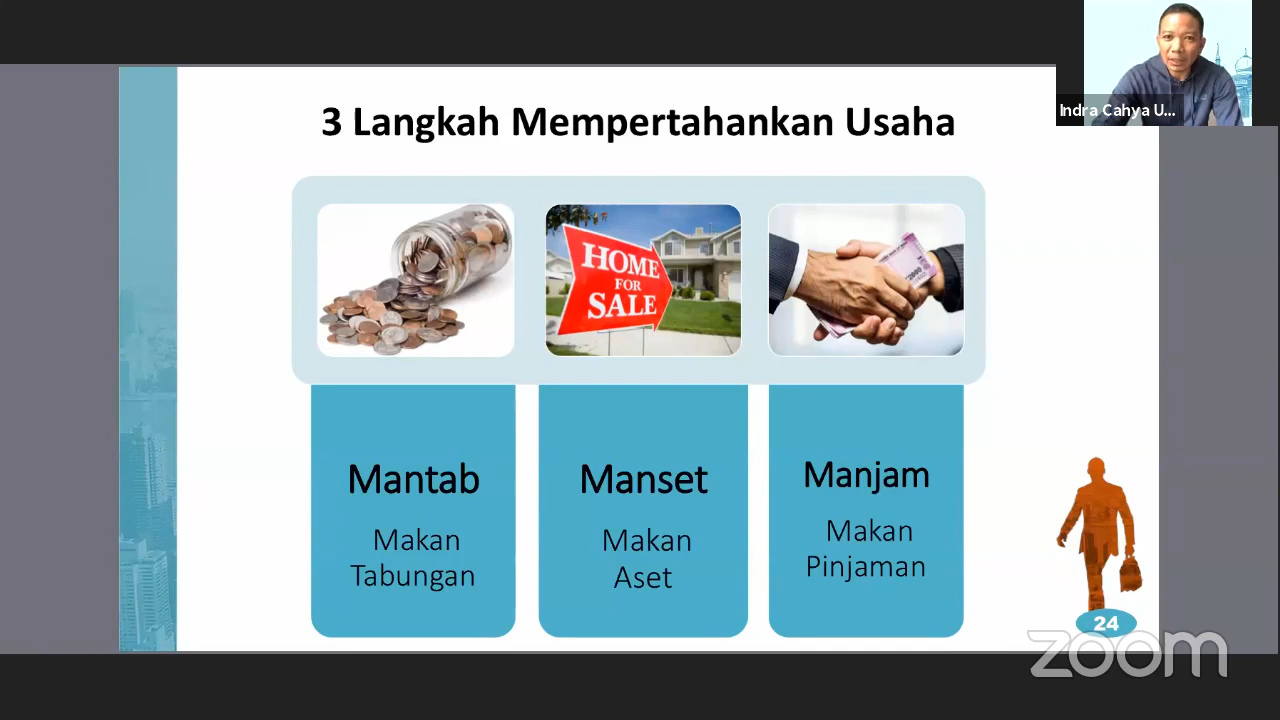 Indra Cahya U...
3 Langkah Mempertahankan Usaha
HOME
FOR
SALE
Mantab
Makan
Tabungan
Manset
Makan
Aset
Manjam
Makan
Pinjaman
24
zoom